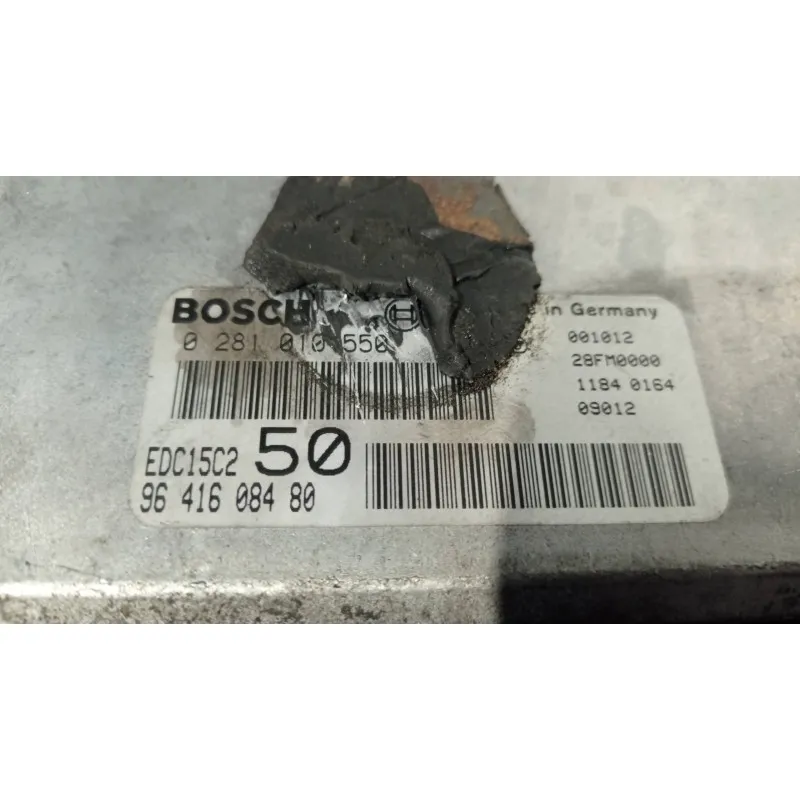 BOSCH
in Germany
0 281 010 550
001012
28FM0000
1184 0164
09012
EDC15C2 50
96 416 084 80